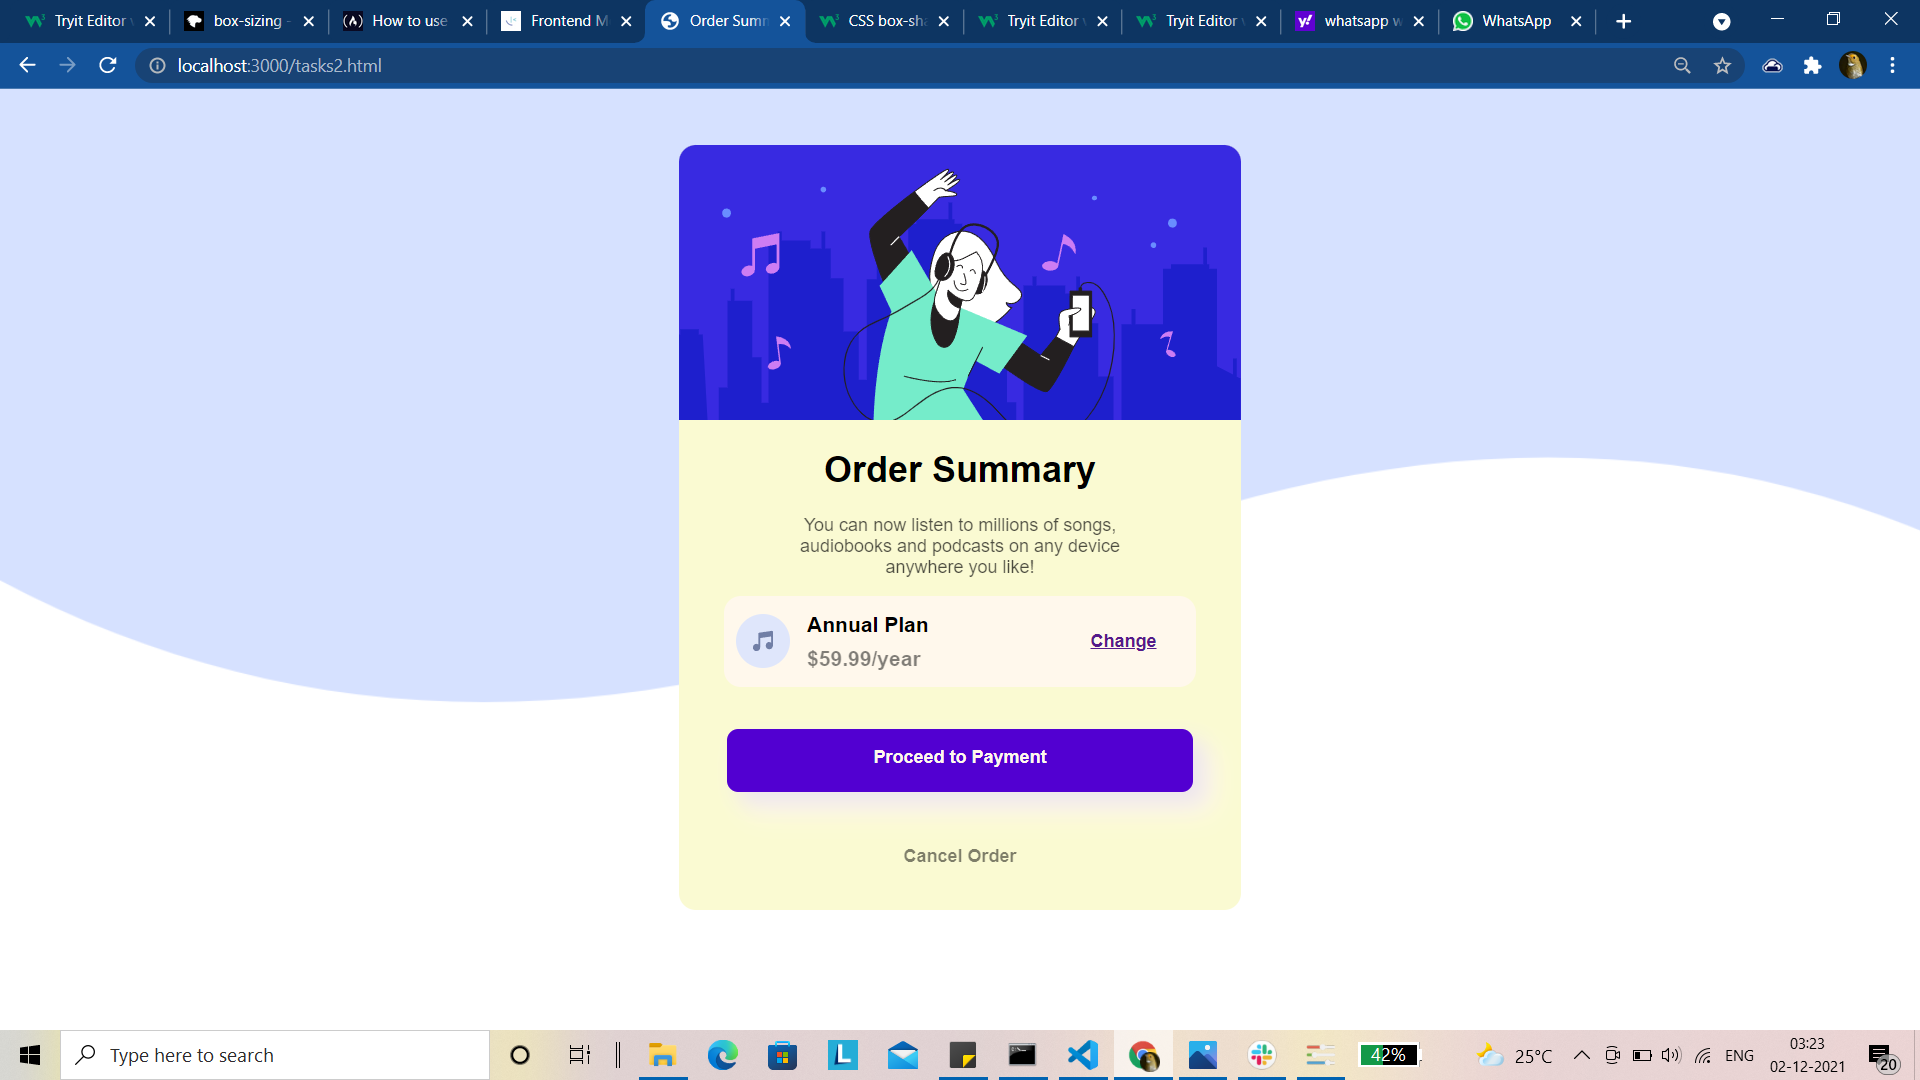 Tryit Editor
box-sizing -
How to use
Frontend M
Order Summ
CSS box-sha
Tryit Editor
Tryit Editor
whatsapp w
WhatsApp
localhost:3000/tasks2.html
Order Summary
You can now listen to millions of songs,
audiobooks and podcasts on any device
anywhere you like!
Annual Plan
$59.99/year
Change
Proceed to Payment
Cancel Order
Type here to search
42%
25°C
ENG
03:23
02-12-2021
20